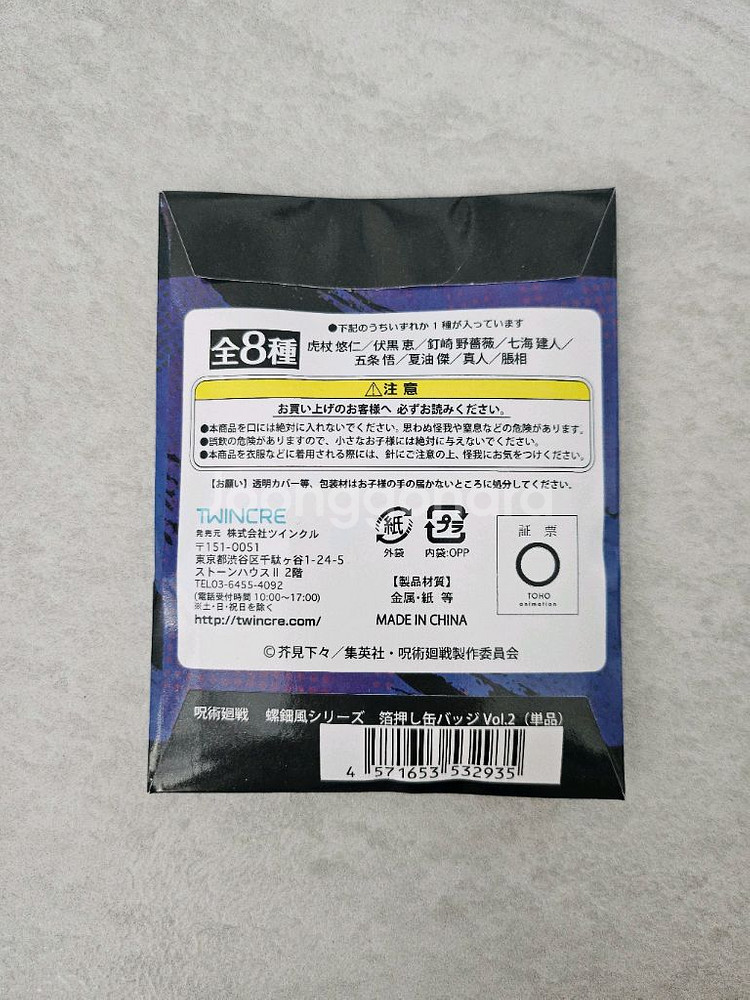 ●下記のうちいずれか1種が入っています
全8種
虎杖 悠仁／伏黒 恵／釘崎 野薔薇／七海 建人／
五条 悟／夏油 傑／真人／脹相
⚠注 意
お買い上げのお客様へ 必ずお読みください。
●本商品を口には絶対に入れないでください。思わぬ怪我や窒息などの危険があります。
●誤飲の危険がありますので、小さなお子様には絶対に与えないでください。
●本商品を衣服などに着用される際には、針にご注意の上、怪我にお気をつけください。
【お願い】透明カバー等、包装材はお子様の手の届かないところに処分してください。
joonggonara
TWINCRE
発売元 株式会社ツインクル
〒151-0051
東京都渋谷区千駄ヶ谷1-24-5
ストーンハウスⅡ 2階
TEL03-6455-4092
(電話受付時間 10:00〜17:00)
※土・日・祝日を除く
http://twincre.com/
紙
外袋
プラ
内袋:OPP
【製品材質】
金属・紙 等
MADE IN CHINA
証 票
TOHO
animation
©芥見下々／集英社・呪術廻戦製作委員会
呪術廻戦 螺鈿風シリーズ 箔押し缶バッジ Vol.2（単品）
4 571653 532935